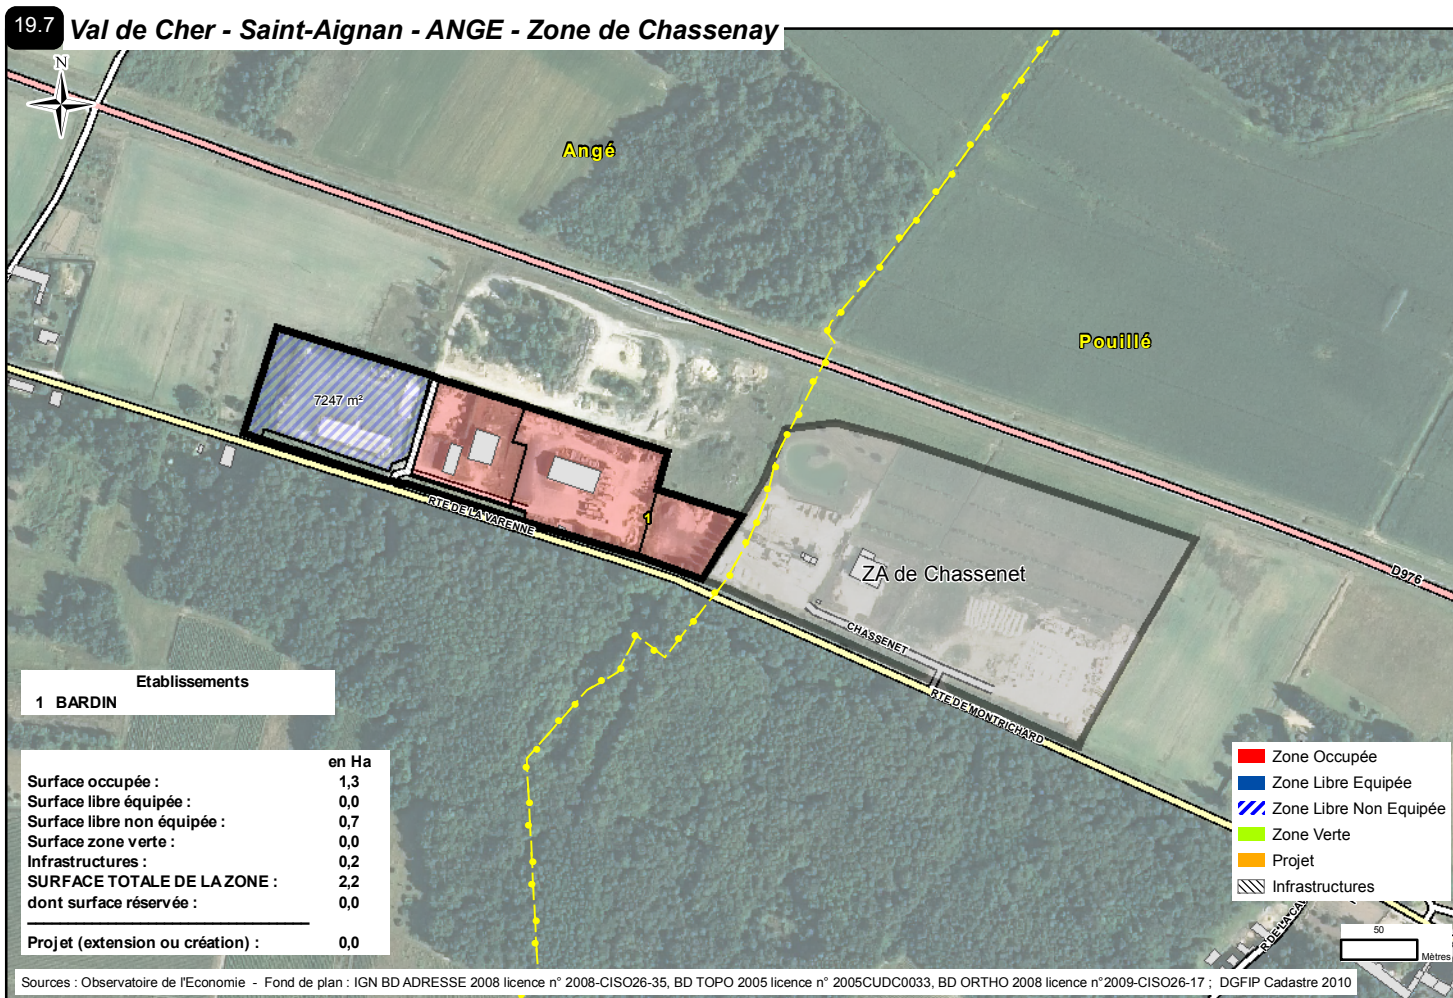 19.7 Val de Cher - Saint-Aignan - ANGE - Zone de Chassenay
N
Angé
Pouillé
7247 m²
RTE DE LA VARENNE
1
ZA de Chassenet
D976
CHASSENET
RTE DE MONTRICHARD
Etablissements
1 BARDIN
en Ha
Surface occupée : 1,3
Surface libre équipée : 0,0
Surface libre non équipée : 0,7
Surface zone verte : 0,0
Infrastructures : 0,2
SURFACE TOTALE DE LA ZONE : 2,2
dont surface réservée : 0,0
Projet (extension ou création) : 0,0
Zone Occupée
Zone Libre Equipée
Zone Libre Non Equipée
Zone Verte
Projet
Infrastructures
R DE LA
50
Mètres
Sources : Observatoire de l'Economie - Fond de plan : IGN BD ADRESSE 2008 licence n° 2008-CISO26-35, BD TOPO 2005 licence n° 2005CUDC0033, BD ORTHO 2008 licence n°2009-CISO26-17 ; DGFIP Cadastre 2010